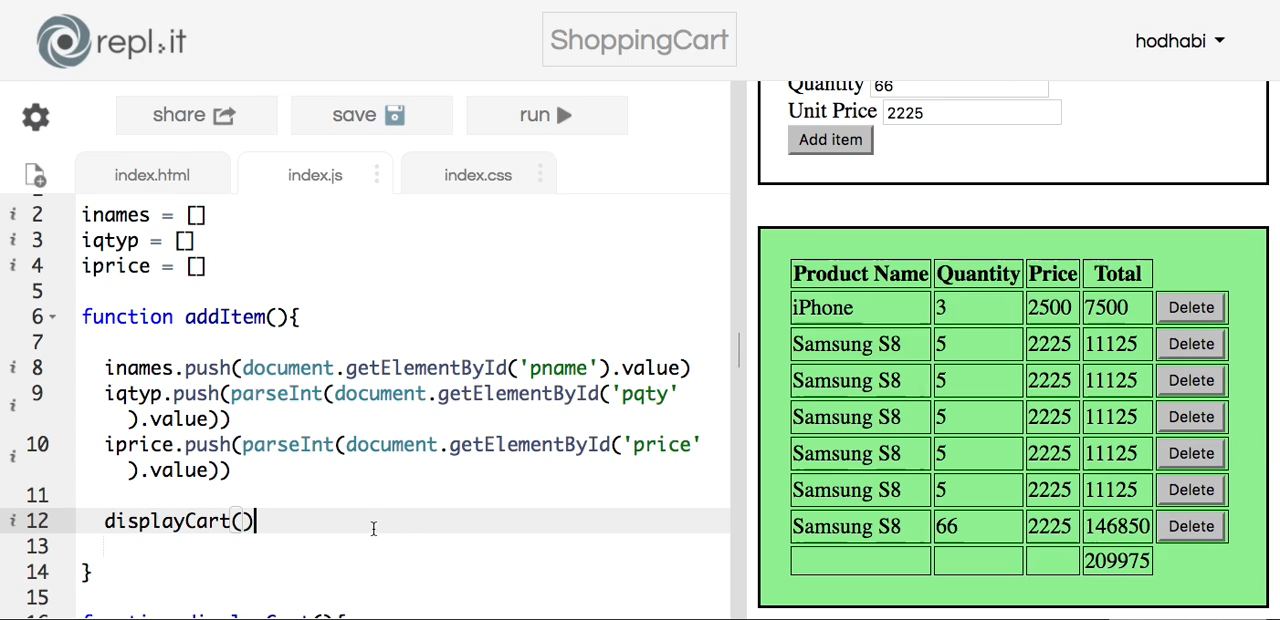 repl.it
ShoppingCart
hodhabi
share
save
run
index.html
index.js
index.css
2 inames = []
3 iqtyp = []
4 iprice = []
5
6 function addItem(){
7
8 inames.push(document.getElementById('pname').value)
9 iqtyp.push(parseInt(document.getElementById('pqty'
).value))
10 iprice.push(parseInt(document.getElementById('price'
).value))
11
12 displayCart()
13
14 }
15
Quantity 66
Unit Price 2225
Add item
Product Name Quantity Price Total
iPhone 3 2500 7500 Delete
Samsung S8 5 2225 11125 Delete
Samsung S8 5 2225 11125 Delete
Samsung S8 5 2225 11125 Delete
Samsung S8 5 2225 11125 Delete
Samsung S8 5 2225 11125 Delete
Samsung S8 66 2225 146850 Delete
209975